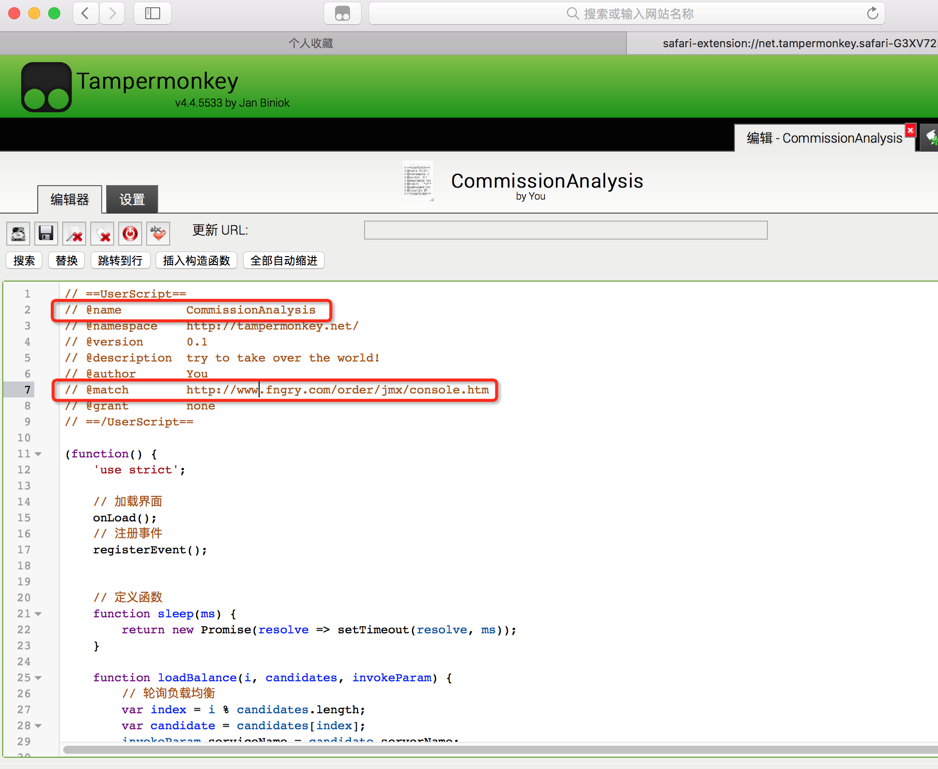 搜索或输入网站名称
个人收藏
safari-extension://net.tampermonkey.safari-G3XV72
Tampermonkey
v4.4.5533 by Jan Biniok
编辑 - CommissionAnalysis
CommissionAnalysis
by You
编辑器
设置
更新 URL:
搜索
替换
跳转到行
插入构造函数
全部自动缩进
1 // ==UserScript==
2 // @name CommissionAnalysis
3 // @namespace http://tampermonkey.net/
4 // @version 0.1
5 // @description try to take over the world!
6 // @author You
7 // @match http://www.fngry.com/order/jmx/console.htm
8 // @grant none
9 // ==/UserScript==
10
11 (function() {
12 'use strict';
13
14 // 加载界面
15 onLoad();
16 // 注册事件
17 registerEvent();
18
19
20 // 定义函数
21 function sleep(ms) {
22 return new Promise(resolve => setTimeout(resolve, ms));
23 }
24
25 function loadBalance(i, candidates, invokeParam) {
26 // 轮询负载均衡
27 var index = i % candidates.length;
28 var candidate = candidates[index];
29 invokeParam.serviceName = candidate.serverName;